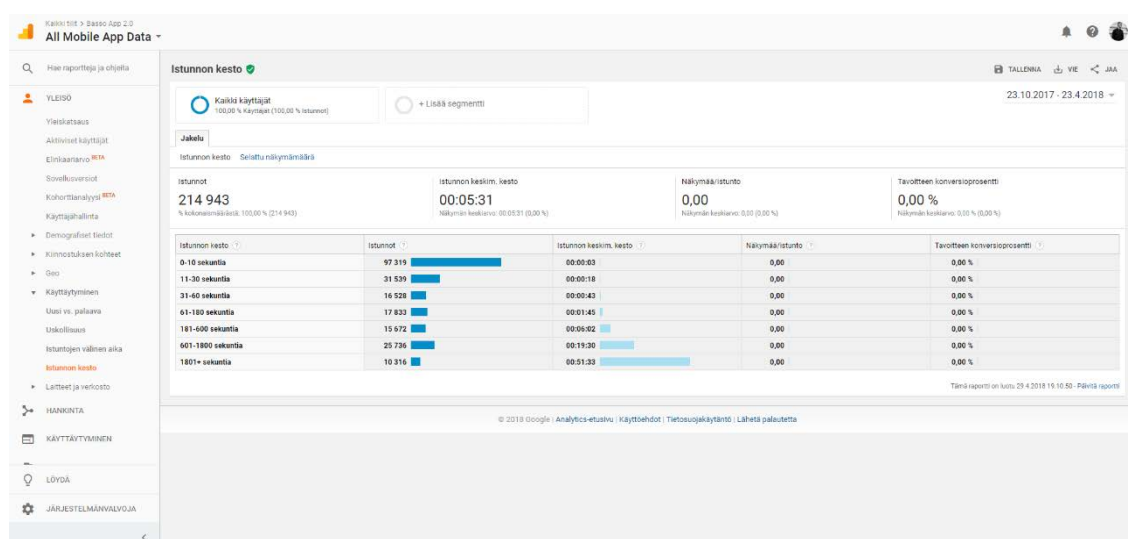 Kaikki tilit > Basso App 2.0
All Mobile App Data
Hae raportteja ja ohjeita
YLEISÖ
Yleiskatsaus
Aktiiviset käyttäjät
Elinkaariarvo BETA
Sovellusversiot
Kohorttianalyysi BETA
Käyttäjähallinta
Demografiset tiedot
Kiinnostuksen kohteet
Geo
Käyttäytyminen
Uusi vs. palaava
Uskollisuus
Istuntojen välinen aika
Istunnon kesto
Laitteet ja verkosto
HANKINTA
KÄYTTÄYTYMINEN
LÖYDÄ
JÄRJESTELMÄNVALVOJA
Istunnon kesto
TALLENNA VIE JAA
Kaikki käyttäjät
100,00 % Käyttäjät (100,00 % Istunnot)
+ Lisää segmentti
23.10.2017 - 23.4.2018
Jakelu
Istunnon kesto Selattu näkymämäärä
Istunnot
214 943
% kokonaismäärästä: 100,00 % (214 943)
Istunnon keskim. kesto
00:05:31
Näkymän keskiarvo: 00:05:31 (0,00 %)
Näkymää/istunto
0,00
Näkymän keskiarvo: 0,00 (0,00 %)
Tavoitteen konversioprosentti
0,00 %
Näkymän keskiarvo: 0,00 % (0,00 %)
Istunnon kesto ? Istunnot ? Istunnon keskim. kesto ? Näkymää/istunto ? Tavoitteen konversioprosentti ?
0-10 sekuntia 97 319 00:00:03 0,00 0,00 %
11-30 sekuntia 31 539 00:00:18 0,00 0,00 %
31-60 sekuntia 16 528 00:00:43 0,00 0,00 %
61-180 sekuntia 17 833 00:01:45 0,00 0,00 %
181-600 sekuntia 15 672 00:06:02 0,00 0,00 %
601-1800 sekuntia 25 736 00:19:30 0,00 0,00 %
1801+ sekuntia 10 316 00:51:33 0,00 0,00 %
Tämä raportti on luotu 29.4.2018 19.10.50 - Päivitä raportti
© 2018 Google | Analytics-etusivu | Käyttöehdot | Tietosuojakäytäntö | Lähetä palautetta